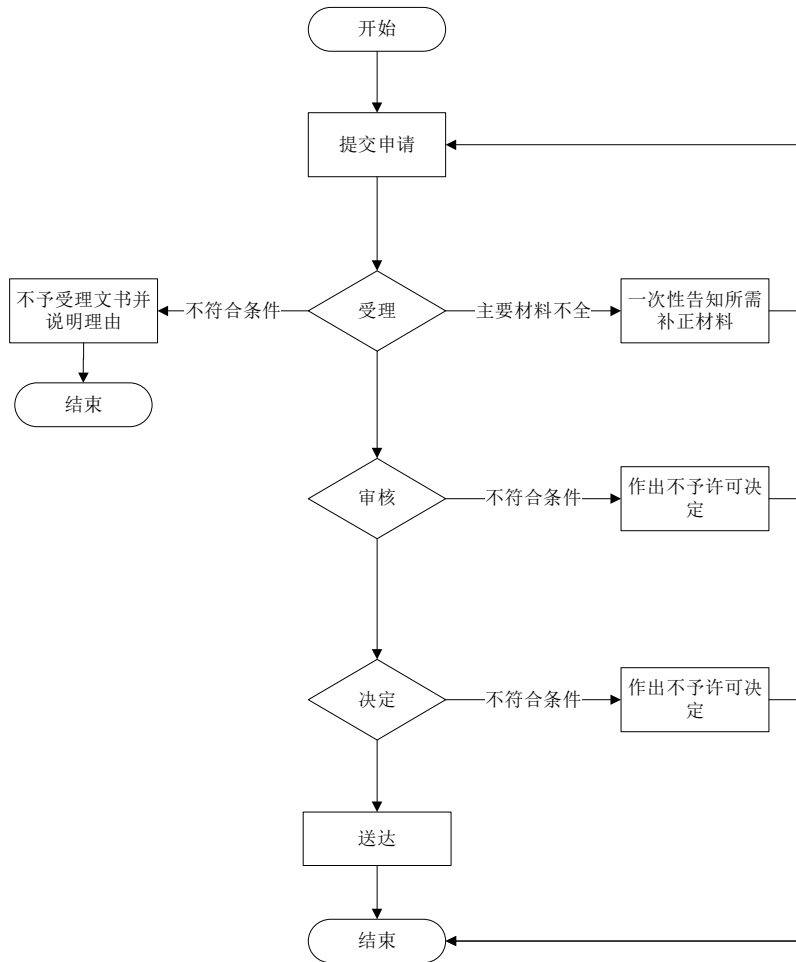 开始
提交申请
不予受理文书并
说明理由
不符合条件
受理
主要材料不全
一次性告知所需
补正材料
结束
审核
不符合条件
作出不予许可决
定
决定
不符合条件
作出不予许可决
定
送达
结束